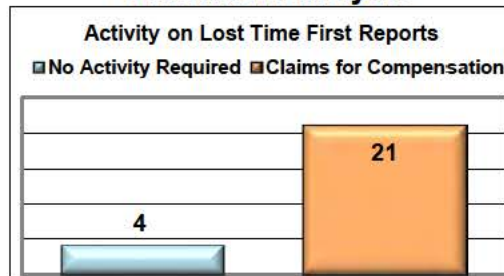 Activity on Lost Time First Reports
No Activity Required Claims for Compensation
21
4